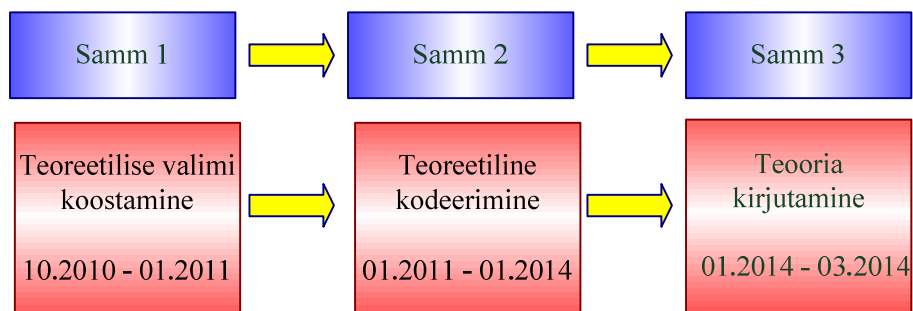 Samm 1
Samm 2
Samm 3
Teoreetilise valimi
koostamine
10.2010 - 01.2011
Teoreetiline
kodeerimine
01.2011 - 01.2014
Teooria
kirjutamine
01.2014 - 03.2014